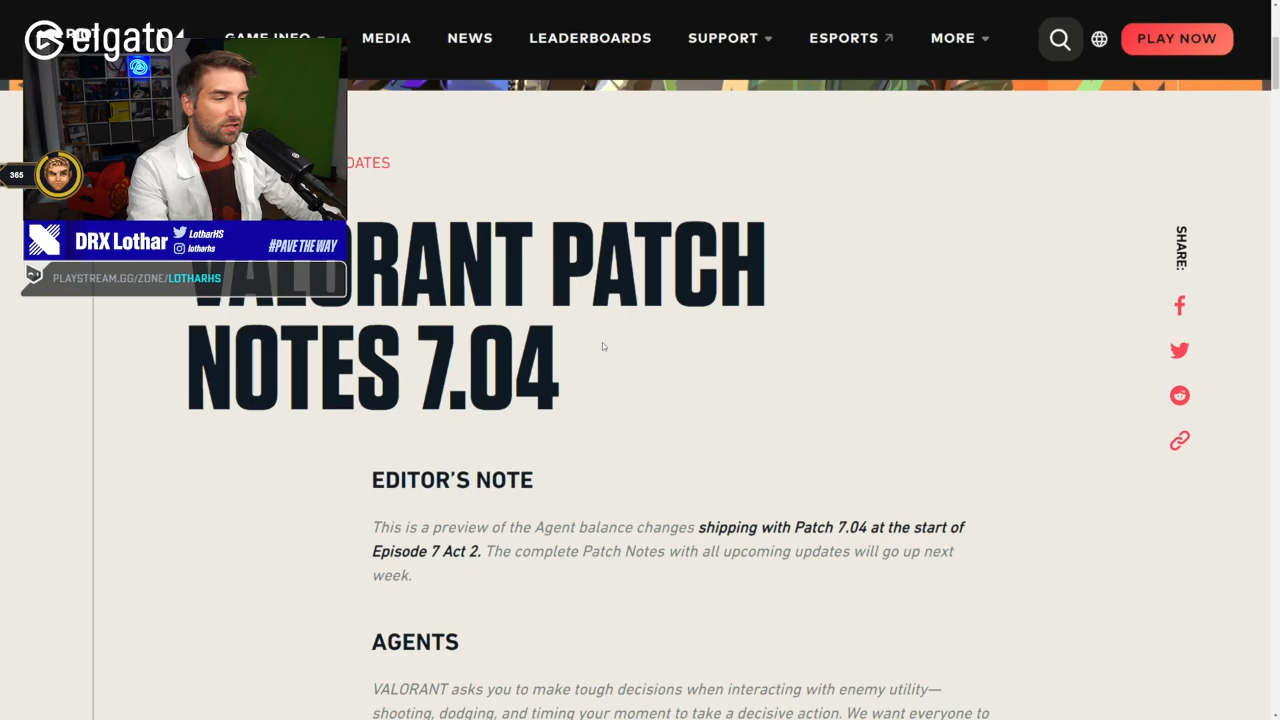 elgato
GAME INFO
MEDIA
NEWS
LEADERBOARDS
SUPPORT
ESPORTS
MORE
PLAY NOW
365
DRX Lothar
LotharHS
lotharhs
#PAVE THE WAY
PLAYSTREAM.GG/ZONE/LOTHARHS
DATES
VALORANT PATCH
NOTES 7.04
SHARE:
EDITOR'S NOTE
This is a preview of the Agent balance changes shipping with Patch 7.04 at the start of
Episode 7 Act 2. The complete Patch Notes with all upcoming updates will go up next
week.
AGENTS
VALORANT asks you to make tough decisions when interacting with enemy utility—
shooting, dodging, and timing your moment to take a decisive action. We want everyone to